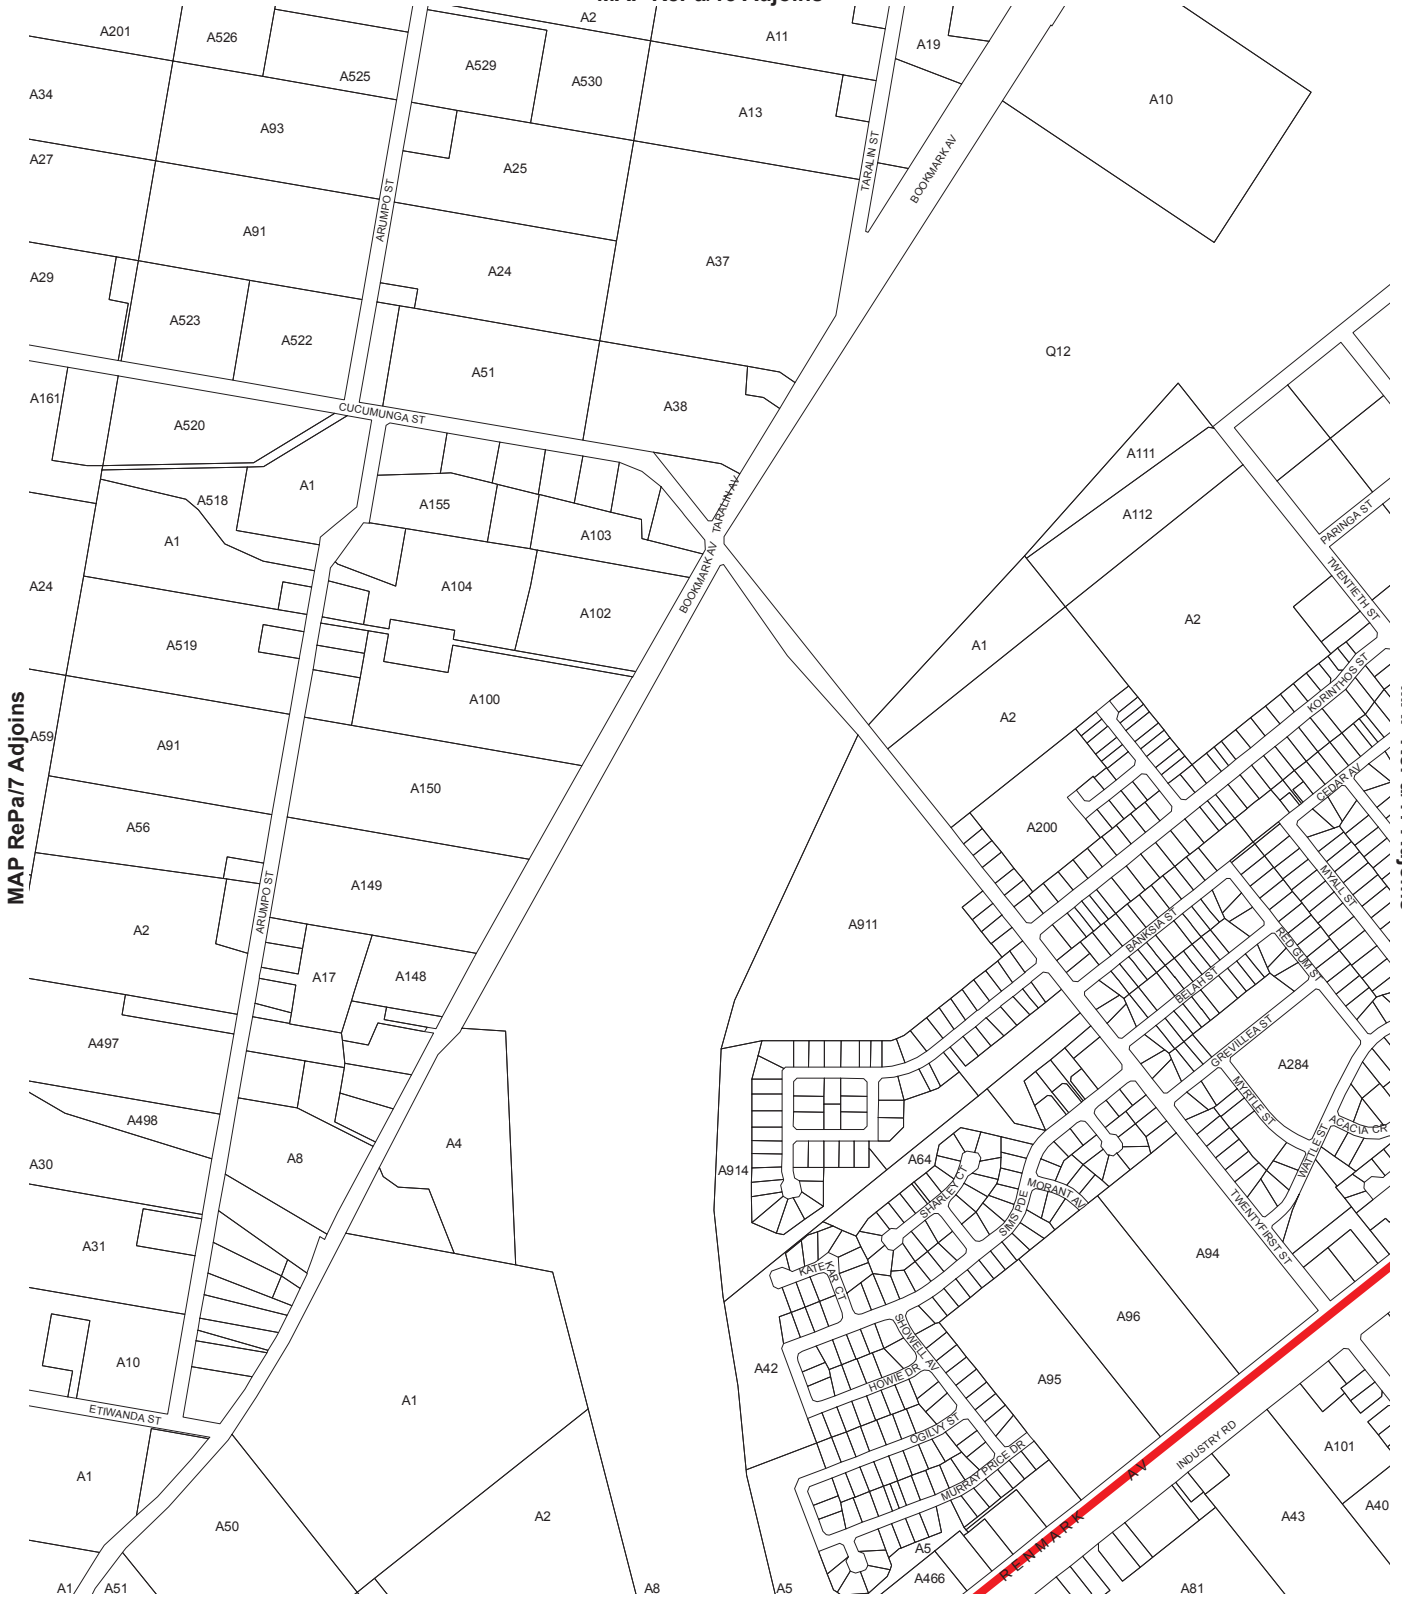 A2
A201
A526
A11
A19
A529
A525
A530
A34
A10
A13
A93
A27
TARALIN ST
A25
BOOKMARK AV
ARUMPO ST
A91
A37
A24
A29
A523
A522
Q12
A51
A161
A38
CUCUMUNGA ST
A520
A111
A1
A518
A155
TARALIN AV
A112
PARINGA ST
A103
A1
BOOKMARK AV
TWENTIETH ST
A24
A104
A102
A2
A519
A1
KORINTHOS ST
A100
A2
A59
A91
MAP RePa/7 Adjoins
CEDAR AV
A150
A56
A200
A149
MYALL ST
ARUMPO ST
A911
A2
BANKSIA ST
RED GUM ST
A17
A148
BELAH ST
A497
GREVILLEA ST
A284
MYRTLE ST
A498
ACACIA CR
A4
WATTLE ST
A8
A64
A30
A914
SHARLEY CT
MORANT AV
SIMS PDE
TWENTYFIRST ST
A31
A94
KATE
KAR CT
A96
SHOWELL AV
A10
A42
HOWIE DR
A95
A1
ETIWANDA ST
OGILVY ST
INDUSTRY RD
A101
MURRAY PRICE DR
A1
RENMARK AV
A40
A2
A43
A50
A5
A466
A1
A51
A8
A5
A81